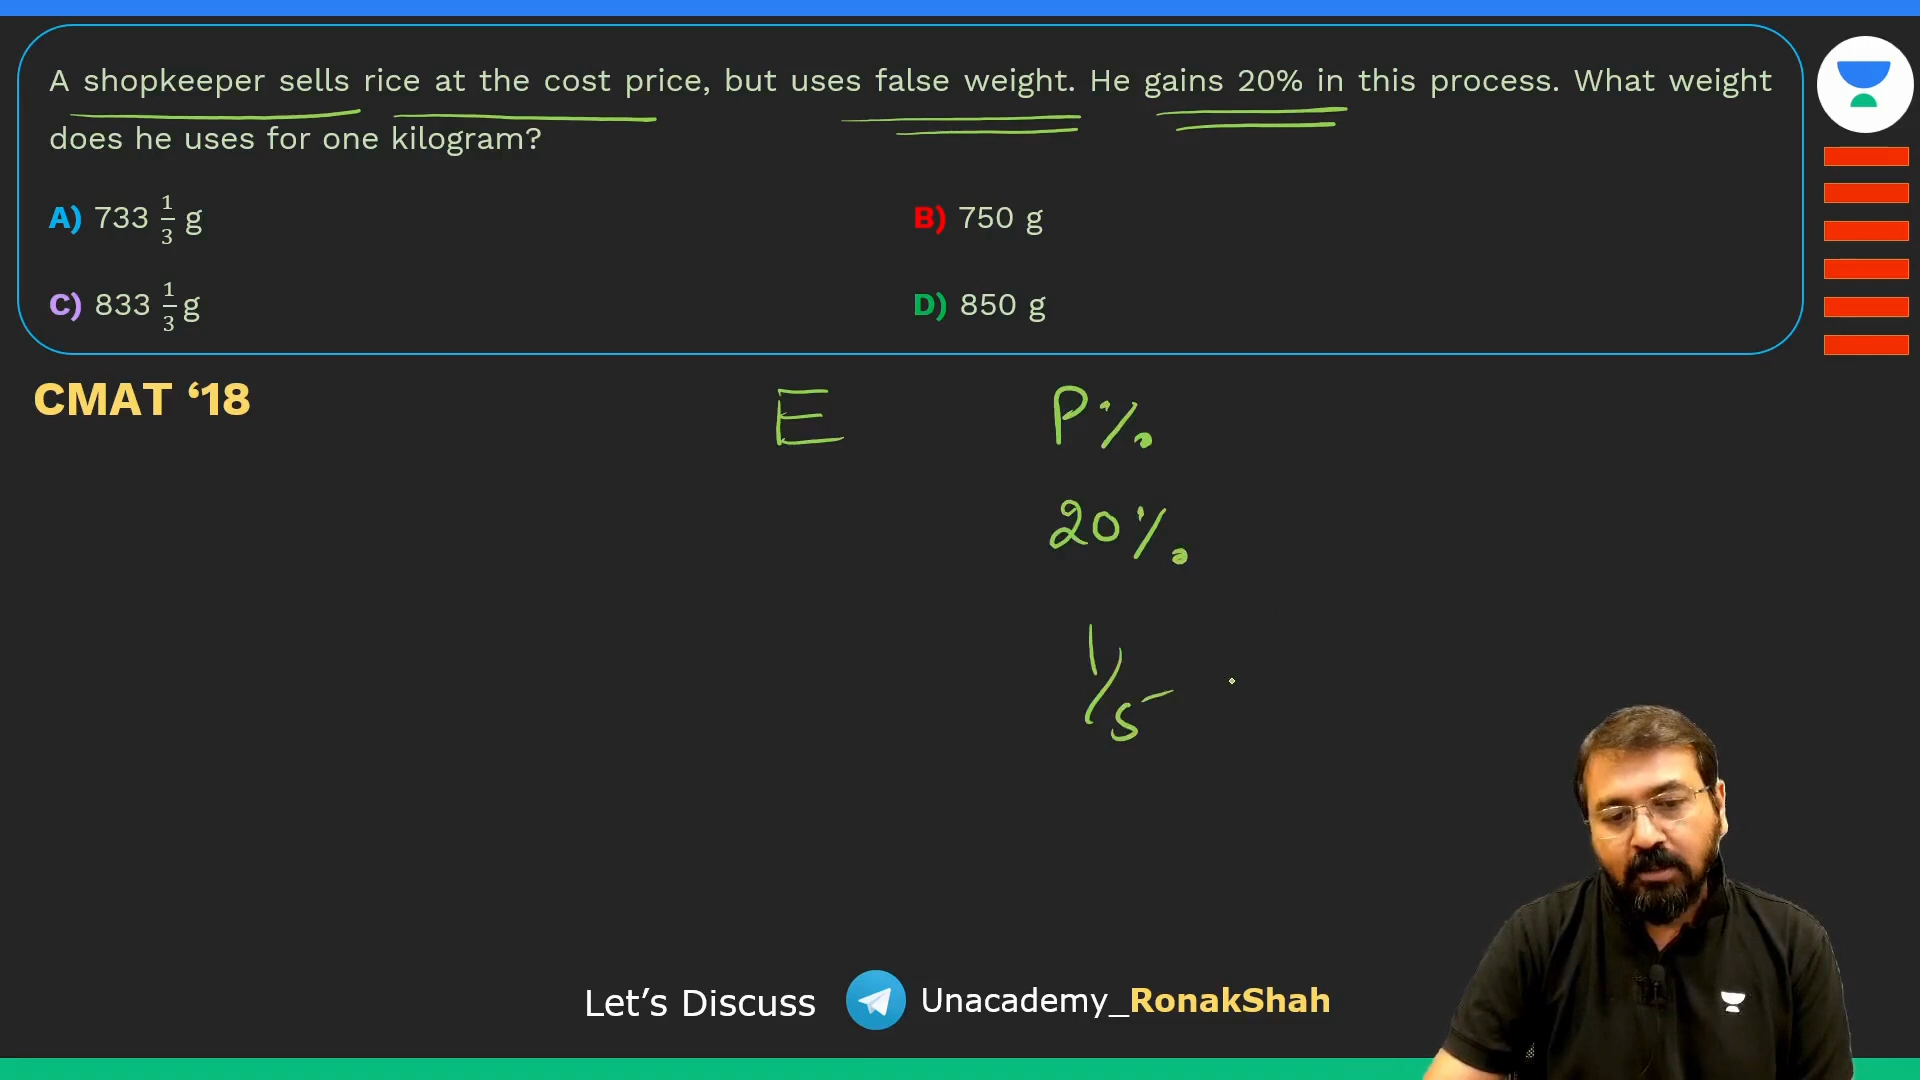 A shopkeeper sells rice at the cost price, but uses false weight. He gains 20% in this process. What weight
does he uses for one kilogram?
A) 733 1/3 g
B) 750 g
C) 833 1/3 g
D) 850 g
CMAT ‘18
E P%
20%
1/5
Let’s Discuss Unacademy_RonakShah